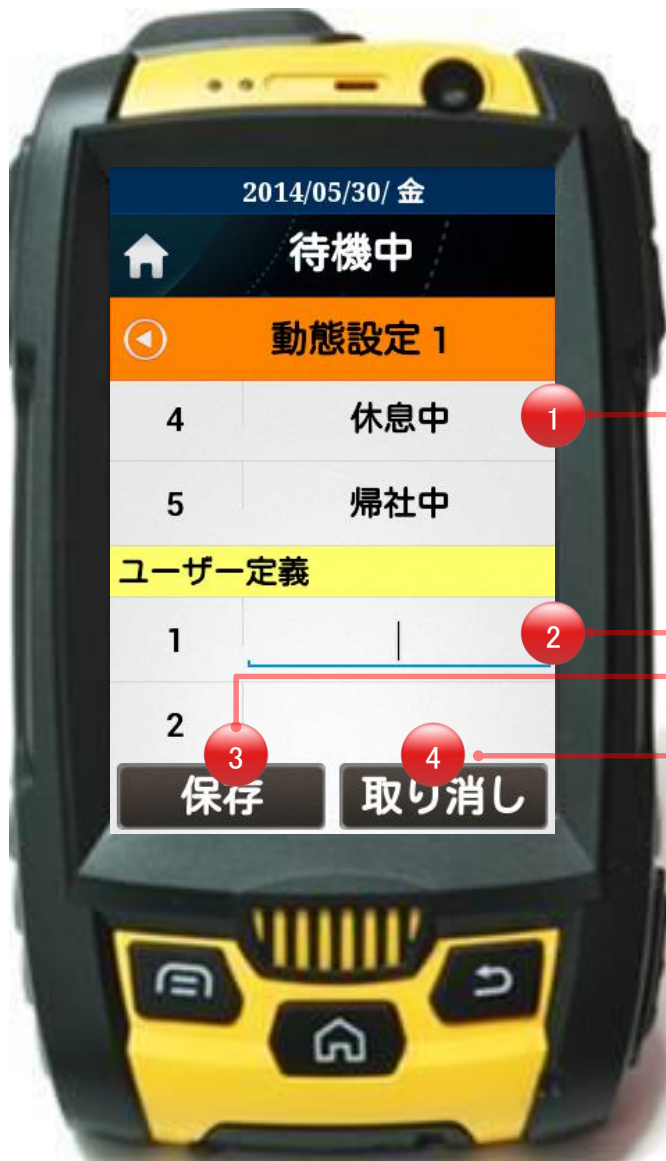 2014/05/30/ 金
待機中
動態設定 1
4 休息中 1
5 帰社中
ユーザー定義
1 2
2
3 4
保存 取り消し